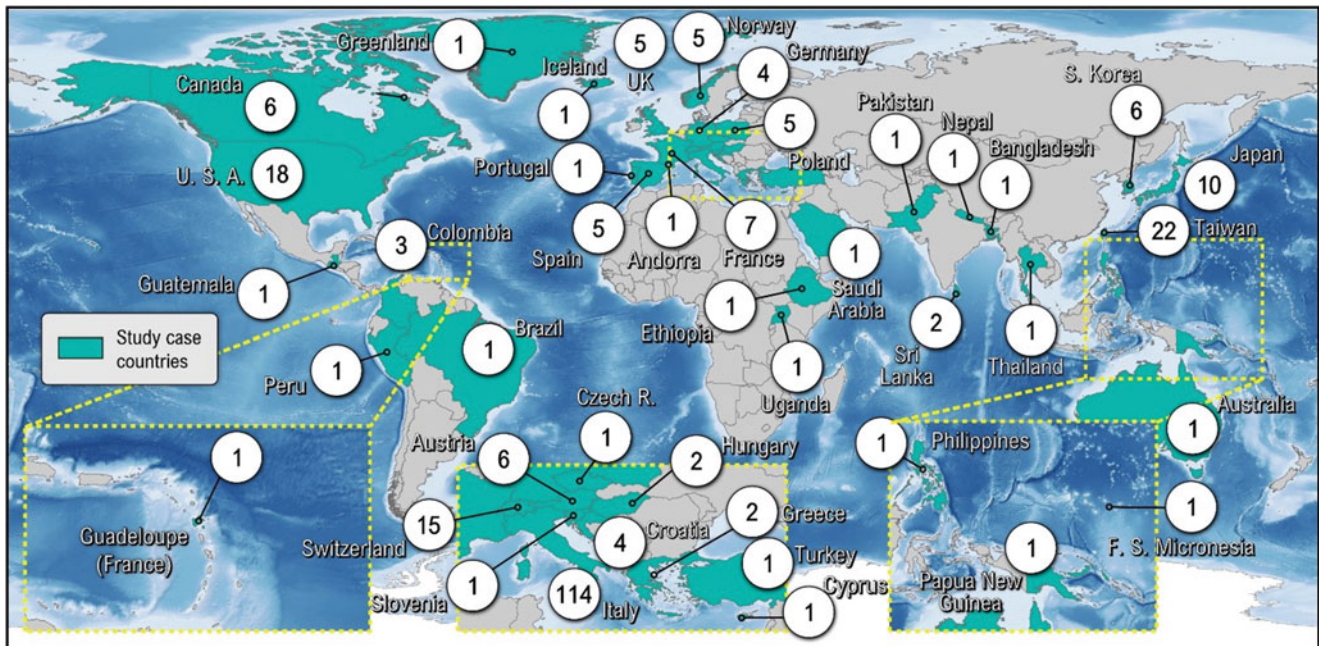 Greenland
1
Canada
6
U. S. A.
18
Iceland
1
5
UK
5
Norway
4
Germany
5
Poland
Portugal
1
5
Spain
1
Andorra
7
France
Pakistan
1
Nepal
1
Bangladesh
1
S. Korea
6
Japan
10
22
Taiwan
3
Colombia
Guatemala
1
Study case
countries
Peru
1
Brazil
1
1
Saudi
Arabia
1
Ethiopia
1
Uganda
2
Sri
Lanka
1
Thailand
Australia
1
1
Guadeloupe
(France)
Czech R.
1
Austria
6
Hungary
2
15
Switzerland
Croatia
4
2
Greece
1
Turkey
1
Slovenia
114
Italy
Cyprus
1
1
Philippines
1
F. S. Micronesia
1
Papua New
Guinea